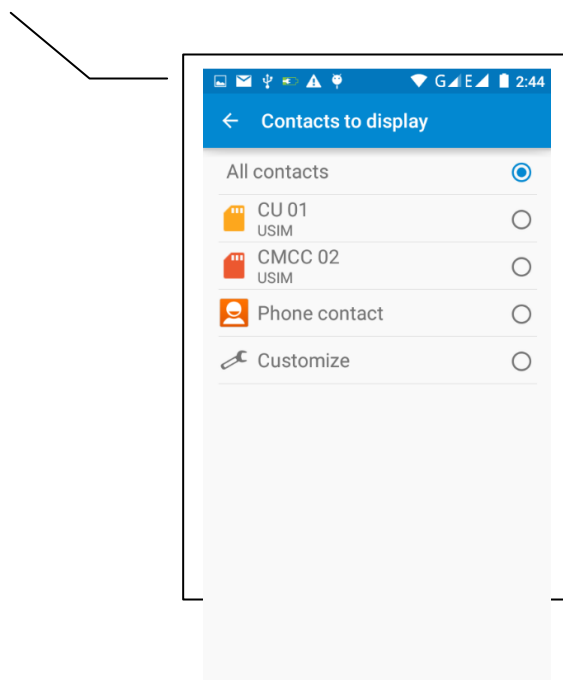 G E 2:44
Contacts to display
All contacts
CU 01
USIM
CMCC 02
USIM
Phone contact
Customize